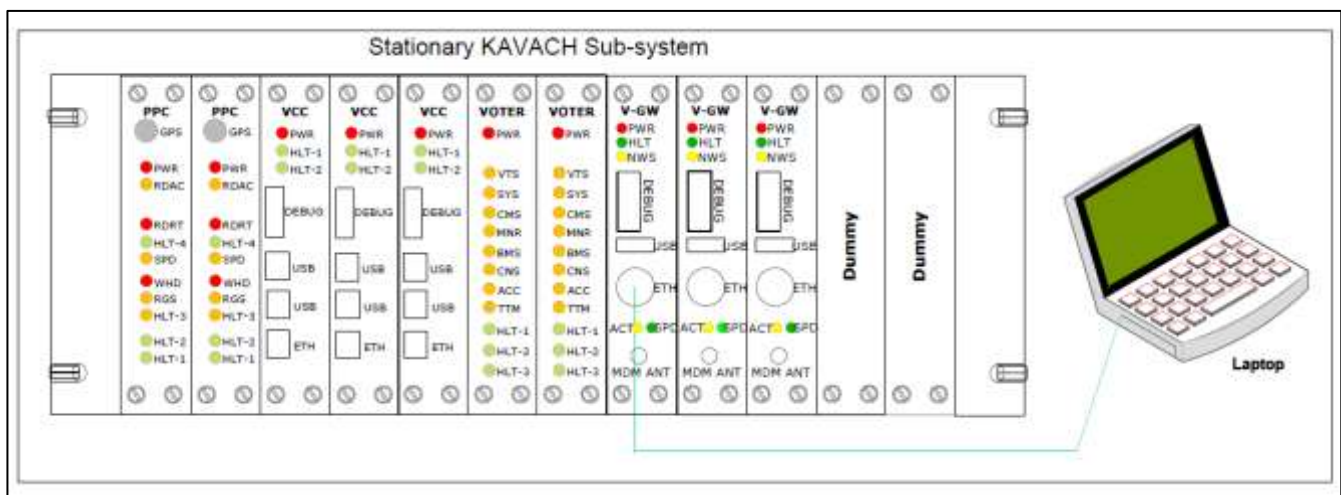 Stationary KAVACH Sub-system
PPC
GPS
PWR
RDAC
RDRT
HLT-4
SPD
WHD
RGS
HLT-3
HLT-2
HLT-1
PPC
GPS
PWR
RDAC
RDRT
HLT-4
SPD
WHD
RGS
HLT-3
HLT-2
HLT-1
VCC
PWR
HLT-1
HLT-2
DEBUG
USB
USB
ETH
VCC
PWR
HLT-1
HLT-2
DEBUG
USB
USB
ETH
VCC
PWR
HLT-1
HLT-2
DEBUG
USB
USB
ETH
VOTER
PWR
VTS
SYS
CMS
MNR
BMS
CNS
ACC
TTM
HLT-1
HLT-3
HLT-3
VOTER
PWR
VTS
SYS
CMS
MNR
BMS
CNS
ACC
TTM
HLT-1
HLT-3
HLT-3
V-GW
PWR
HLT
NWS
DEBUG
USB
ETH
ACT SPD
MDM ANT
V-GW
PWR
HLT
NWS
DEBUG
USB
ETH
ACT SPD
MDM ANT
V-GW
PWR
HLT
NWS
DEBUG
USB
ETH
ACT SPD
MDM ANT
Dummy
Dummy
Laptop